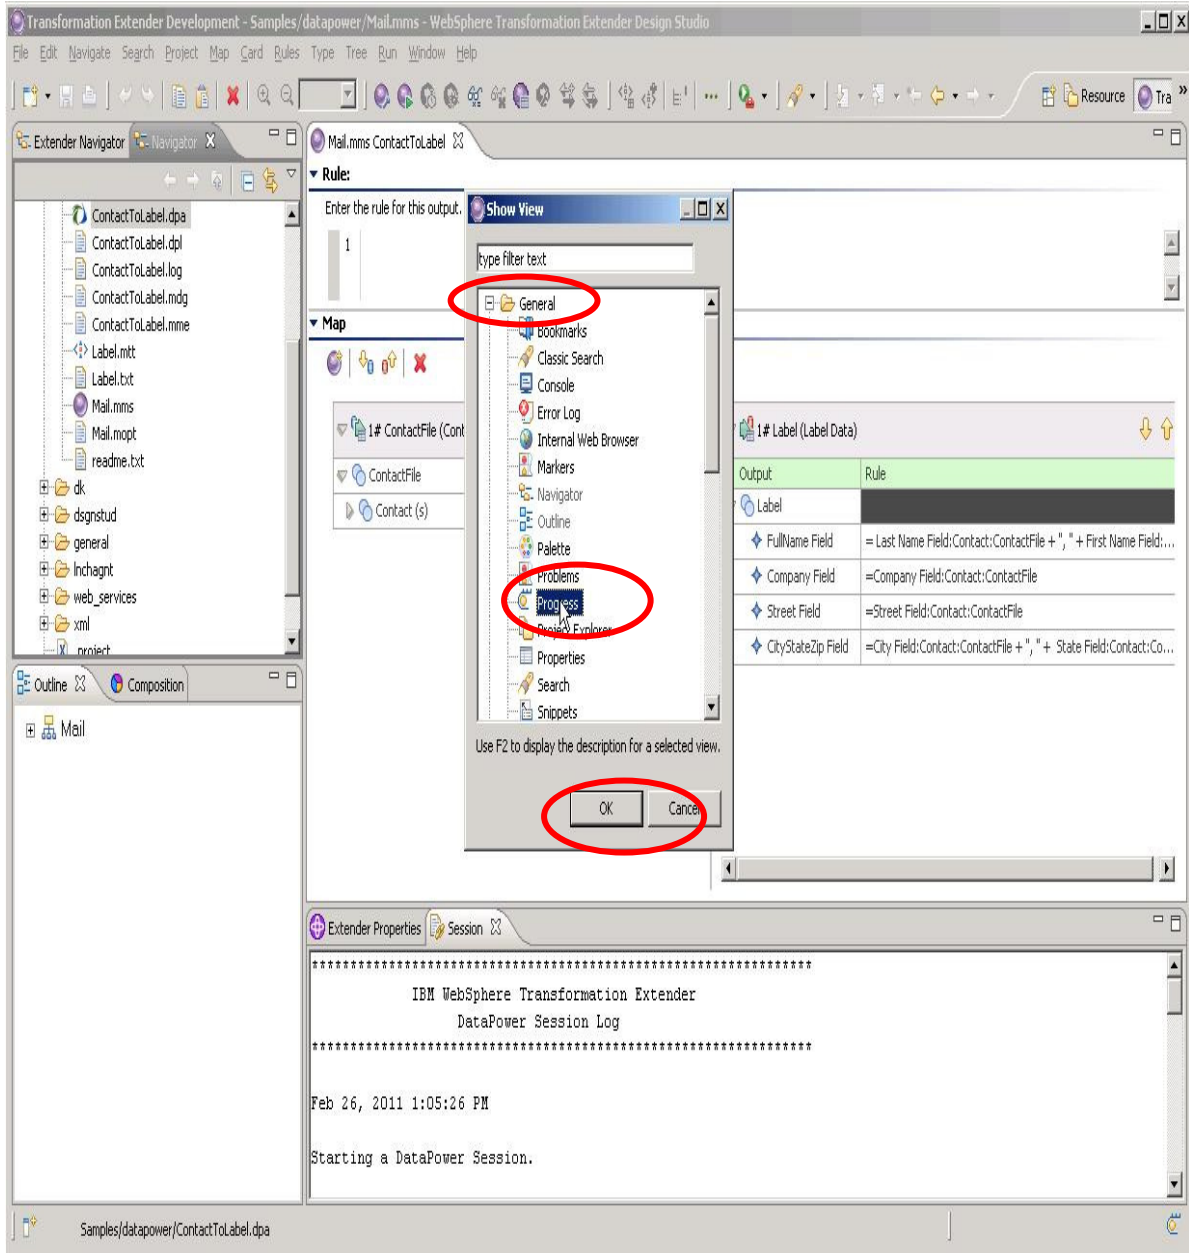 Transformation Extender Development - Samples/datapower/Mail.mms - WebSphere Transformation Extender Design Studio
File Edit Navigate Search Project Map Card Rules Type Tree Run Window Help
Resource Tra »
Extender Navigator Navigator
ContactToLabel.dpa
ContactToLabel.dpl
ContactToLabel.log
ContactToLabel.mdg
ContactToLabel.mme
Label.mtt
Label.txt
Mail.mms
Mail.mopt
readme.txt
dk
dsgnstud
general
lnchagnt
web_services
xml
.project
Outline Composition
Mail
Mail.mms ContactToLabel
Rule:
Enter the rule for this output.
1
Map
1# ContactFile (Cont
ContactFile
Contact (s)
Show View
type filter text
General
Bookmarks
Classic Search
Console
Error Log
Internal Web Browser
Markers
Navigator
Outline
Palette
Problems
Progress
Project Explorer
Properties
Search
Snippets
Use F2 to display the description for a selected view.
OK Cancel
1# Label (Label Data)
Output Rule
Label
FullName Field = Last Name Field:Contact:ContactFile + ", " + First Name Field:...
Company Field =Company Field:Contact:ContactFile
Street Field =Street Field:Contact:ContactFile
CityStateZip Field =City Field:Contact:ContactFile + ", " + State Field:Contact:Co...
Extender Properties Session
*****************************************************************
IBM WebSphere Transformation Extender
DataPower Session Log
*****************************************************************
Feb 26, 2011 1:05:26 PM
Starting a DataPower Session.
Samples/datapower/ContactToLabel.dpa